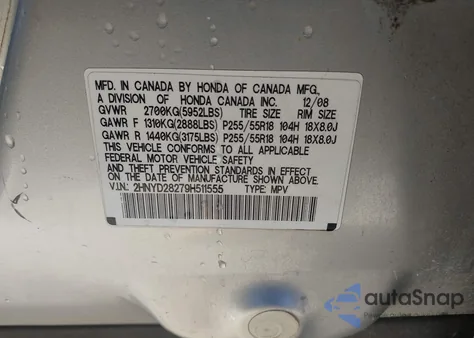 MFD. IN CANADA BY HONDA OF CANADA MFG.,
A DIVISION OF HONDA CANADA INC. 12/08
GVWR 2700KG(5952LBS) TIRE SIZE RIM SIZE
GAWR F 1310KG(2888LBS) P255/55R18 104H 18X8.0J
GAWR R 1440KG(3175LBS) P255/55R18 104H 18X8.0J
THIS VEHICLE CONFORMS TO ALL APPLICABLE
FEDERAL MOTOR VEHICLE SAFETY
AND THEFT PREVENTION STANDARDS IN EFFECT
ON THE DATE OF MANUFACTURE SHOWN ABOVE.
V.I.N.: 2HNYD28279H511555 TYPE: MPV
autaSnap